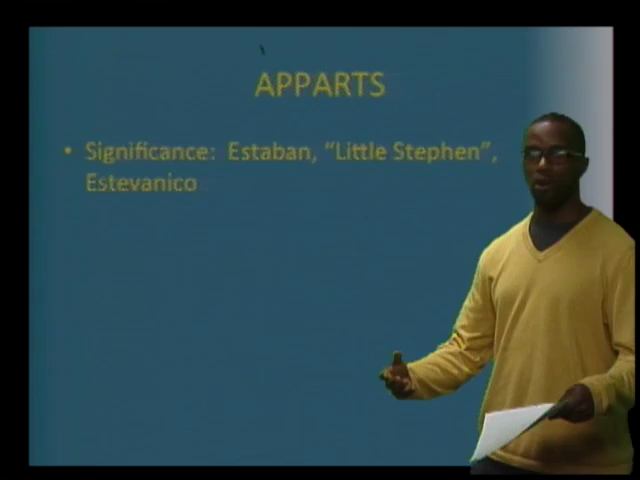 APPARTS
• Significance: Estaban, “Little Stephen”,
Estevanico